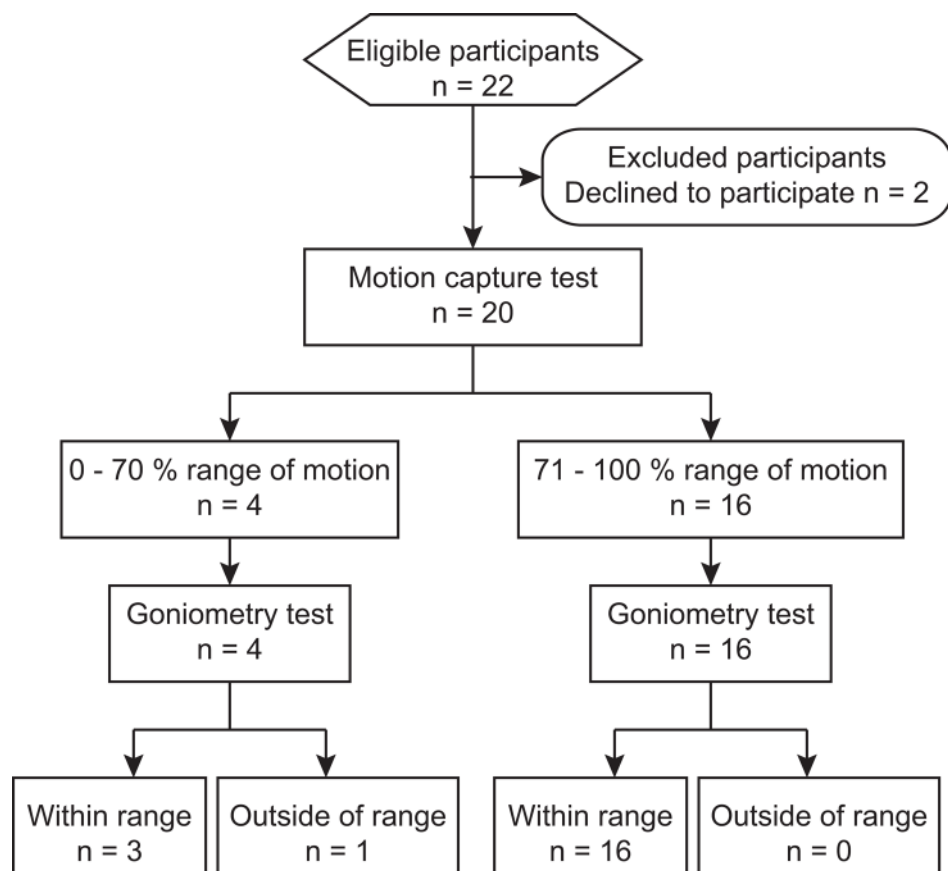 Eligible participants
n = 22
Excluded participants
Declined to participate n = 2
Motion capture test
n = 20
0 - 70 % range of motion
n = 4
71 - 100 % range of motion
n = 16
Goniometry test
n = 4
Goniometry test
n = 16
Within range
n = 3
Outside of range
n = 1
Within range
n = 16
Outside of range
n = 0